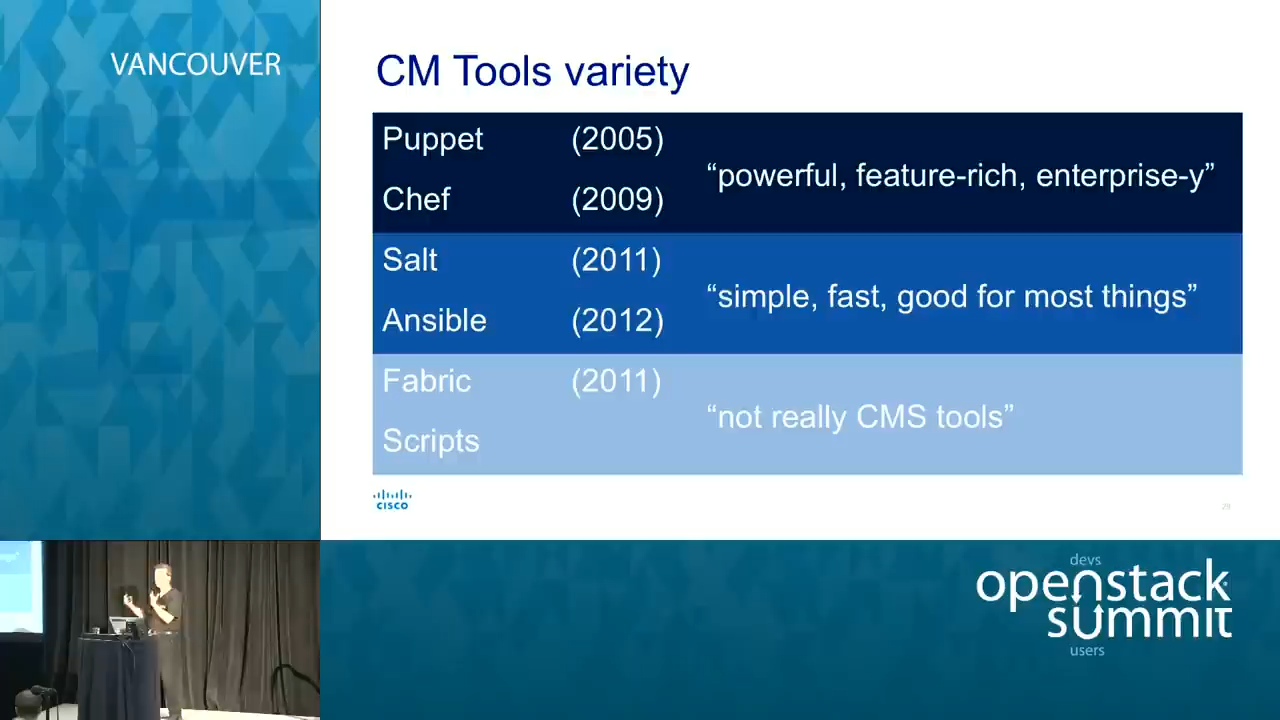 VANCOUVER
CM Tools variety
Puppet (2005)
“powerful, feature-rich, enterprise-y”
Chef (2009)
Salt (2011)
“simple, fast, good for most things”
Ansible (2012)
Fabric (2011)
“not really CMS tools”
Scripts
CISCO
29
devs
openstack
summit
users